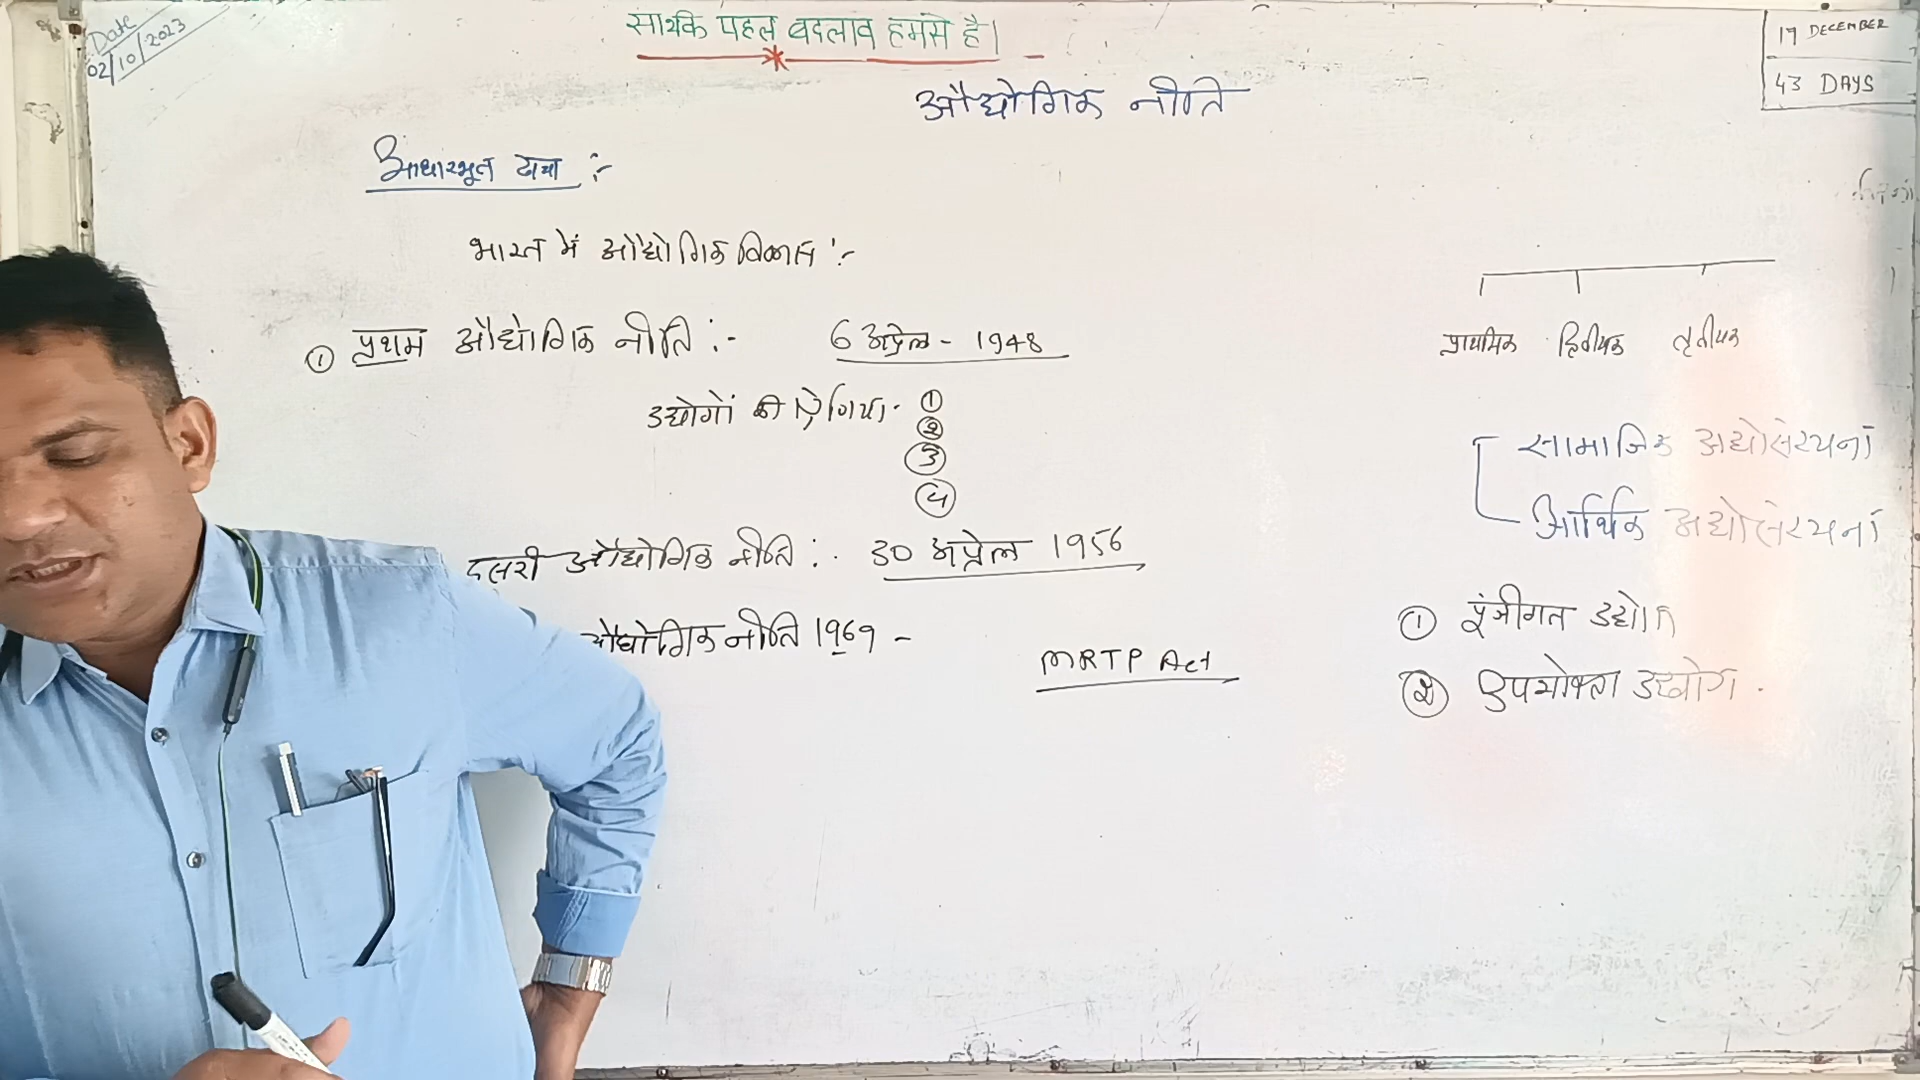 Date
02/10/2023
सार्थक पहल बदलाव हमसे है।
17 DECEMBER
43 DAYS
औद्योगिक नीति
आधारभूत ढाचा :-
भारत में औद्योगिक विकास :-
① प्रथम औद्योगिक नीति :- 6 अप्रेल - 1948
उद्योगों की श्रेणिया - ①
②
③
④
दुसरी औद्योगिक नीति :- 30 अप्रेल 1956
औद्योगिक नीति 1969 -
MRTP Act
प्राथमिक द्वितीयक तृतीयक
सामाजिक अद्योसंरचनां
आर्थिक अद्योसंरचनां
① पूंजीगत उद्योग
② उपभोक्ता उद्योग .